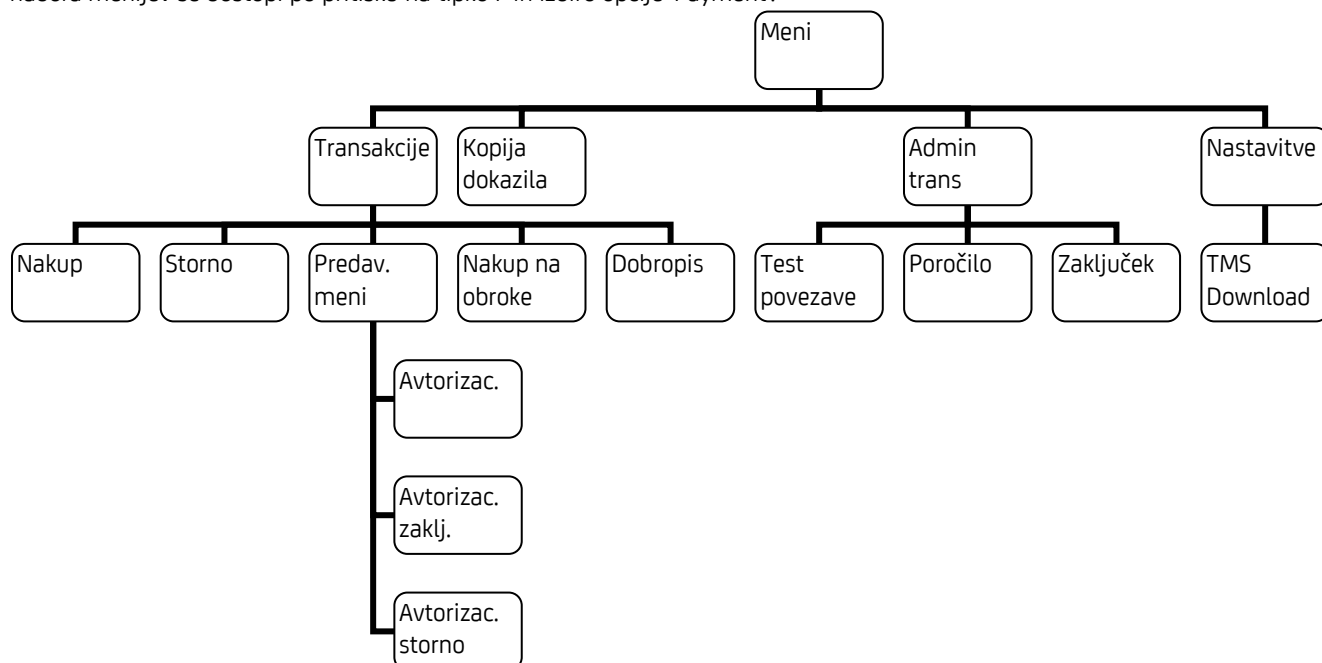 Meni
Transakcije
Kopija
dokazila
Admin
trans
Nastavitve
Nakup
Storno
Predav.
meni
Nakup na
obroke
Dobropis
Test
povezave
Poročilo
Zaključek
TMS
Download
Avtorizac.
Avtorizac.
zaklj.
Avtorizac.
storno